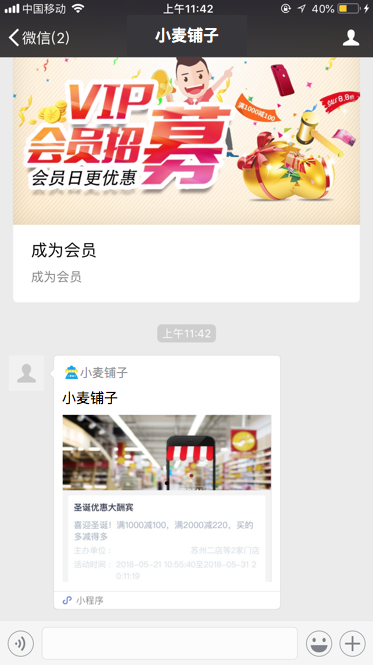 中国移动
上午11:42
40%
微信(2)
小麦铺子
满1000减100
8.8折
VIP
会员招募
会员日更优惠
成为会员
成为会员
上午11:42
小麦铺子
小麦铺子
圣诞优惠大酬宾
喜迎圣诞！满1000减100，满2000减220，买的
多减得多
主办单位：
苏州二店等2家门店
活动时间：
2018-05-21 10:55:40至2018-05-31 2
0:11:19
小程序